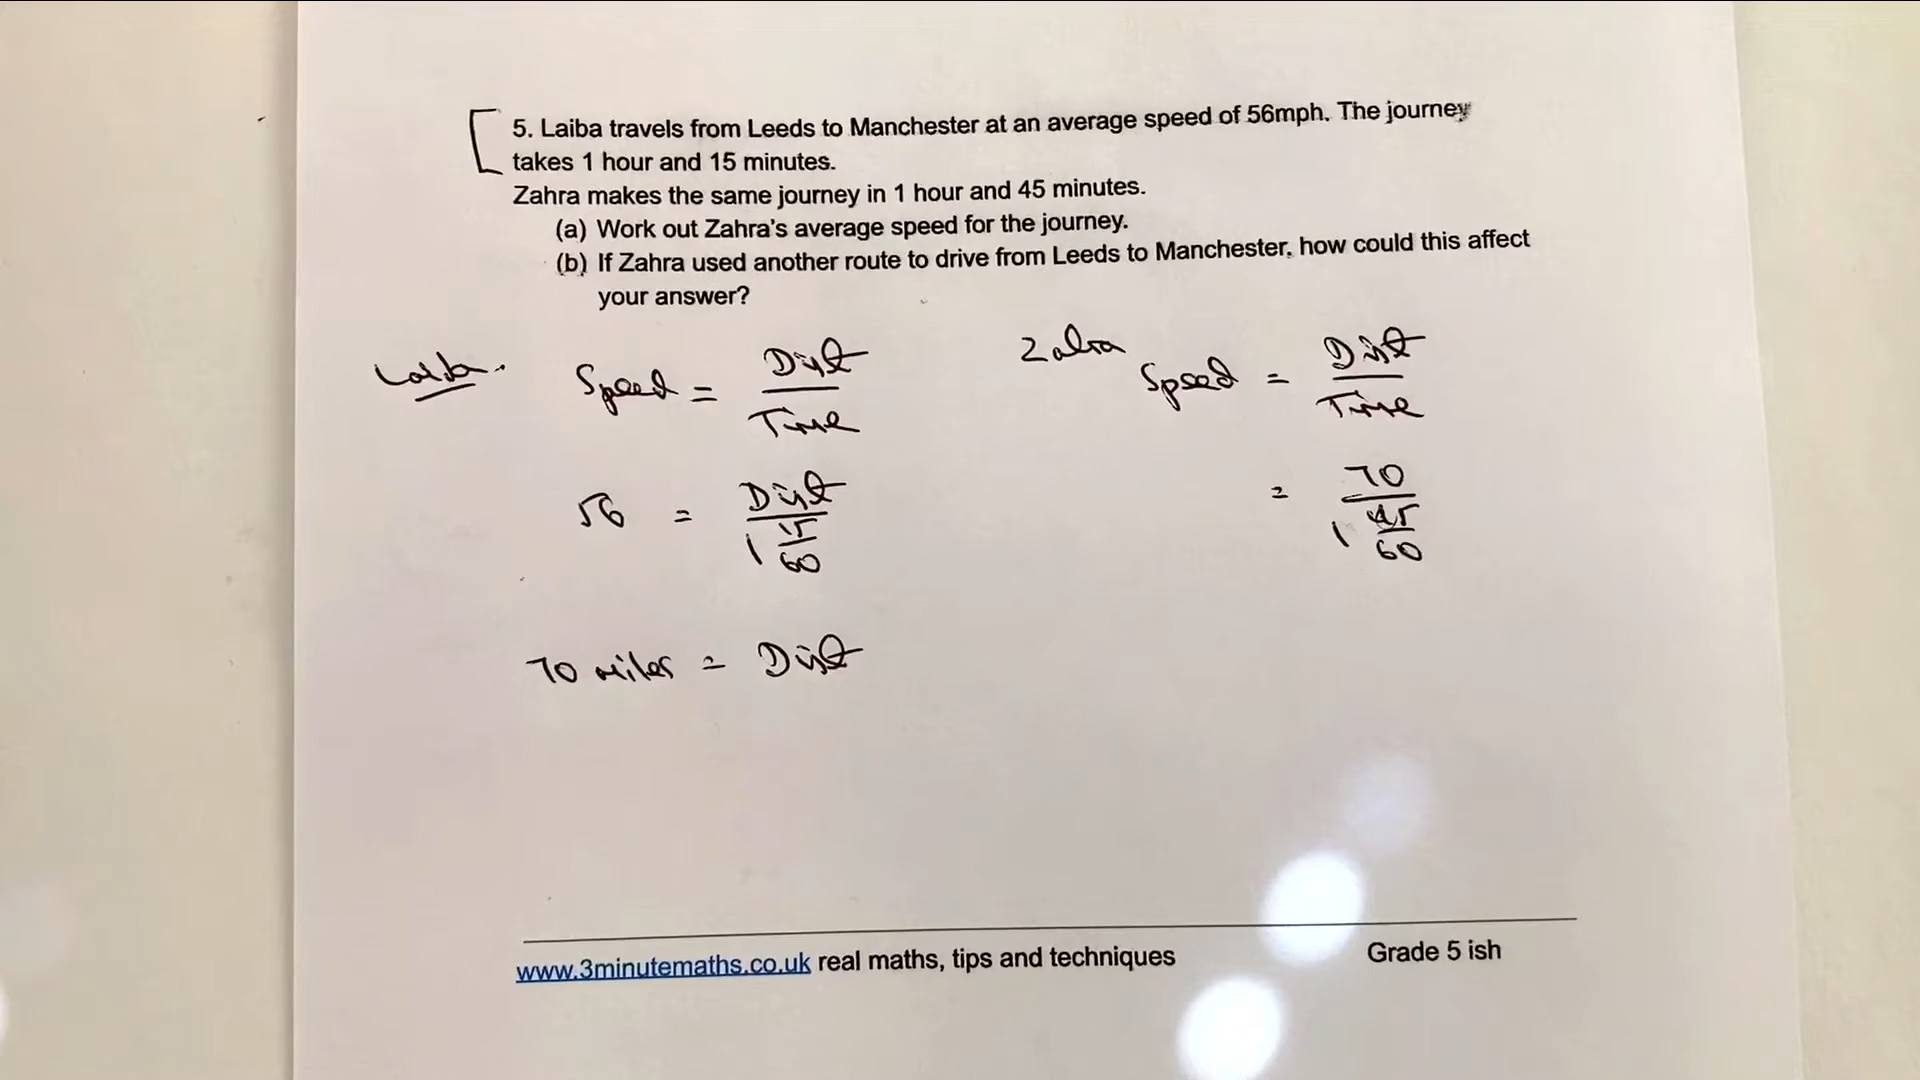 5. Laiba travels from Leeds to Manchester at an average speed of 56mph. The journey
takes 1 hour and 15 minutes.
Zahra makes the same journey in 1 hour and 45 minutes.
(a) Work out Zahra's average speed for the journey.
(b) If Zahra used another route to drive from Leeds to Manchester, how could this affect
your answer?
Laiba.
Speed = Dist
Time
56 = Dist
1 15
60
70 miles = Dist
Zahra
Speed = Dist
Time
= 70
1 45
60
www.3minutemaths.co.uk real maths, tips and techniques
Grade 5 ish